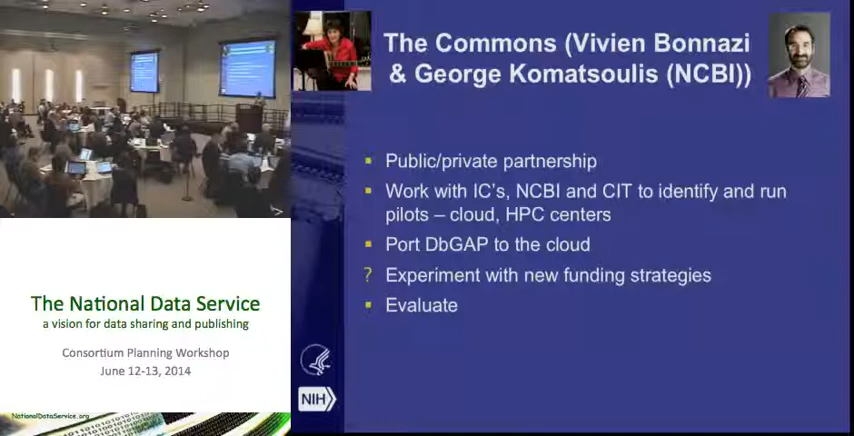 The Commons (Vivien Bonnazi
& George Komatsoulis (NCBI))
Public/private partnership
Work with IC's, NCBI and CIT to identify and run
pilots – cloud, HPC centers
Port DbGAP to the cloud
? Experiment with new funding strategies
Evaluate
NIH
The National Data Service
a vision for data sharing and publishing
Consortium Planning Workshop
June 12-13, 2014
NationalDataService.org